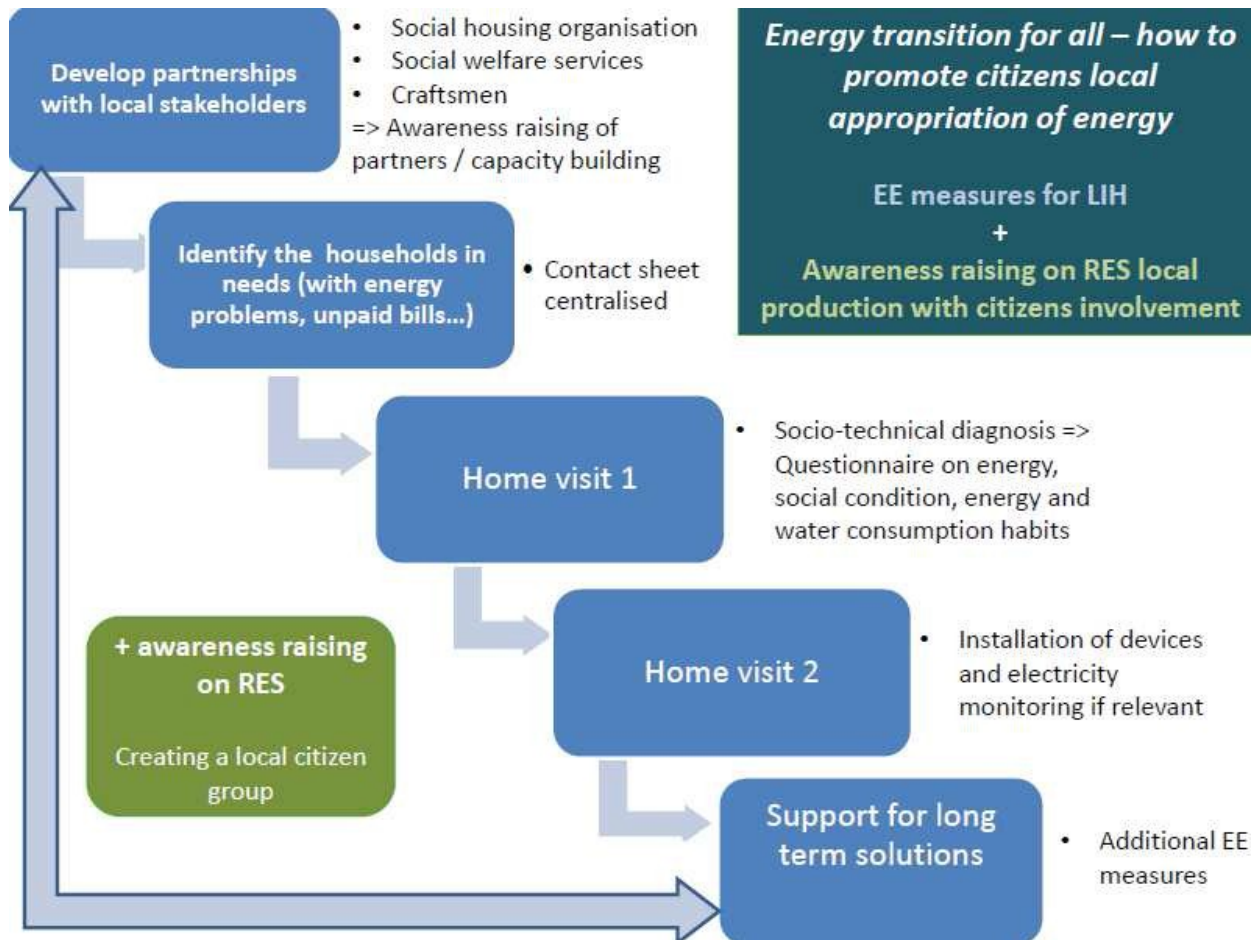 Develop partnerships
with local stakeholders
• Social housing organisation
• Social welfare services
• Craftsmen
=> Awareness raising of
partners / capacity building
Energy transition for all – how to
promote citizens local
appropriation of energy
EE measures for LIH
+
Awareness raising on RES local
production with citizens involvement
Identify the households in
needs (with energy
problems, unpaid bills...)
• Contact sheet
centralised
Home visit 1
• Socio-technical diagnosis =>
Questionnaire on energy,
social condition, energy and
water consumption habits
Home visit 2
• Installation of devices
and electricity
monitoring if relevant
+ awareness raising
on RES
Creating a local citizen
group
Support for long
term solutions
• Additional EE
measures